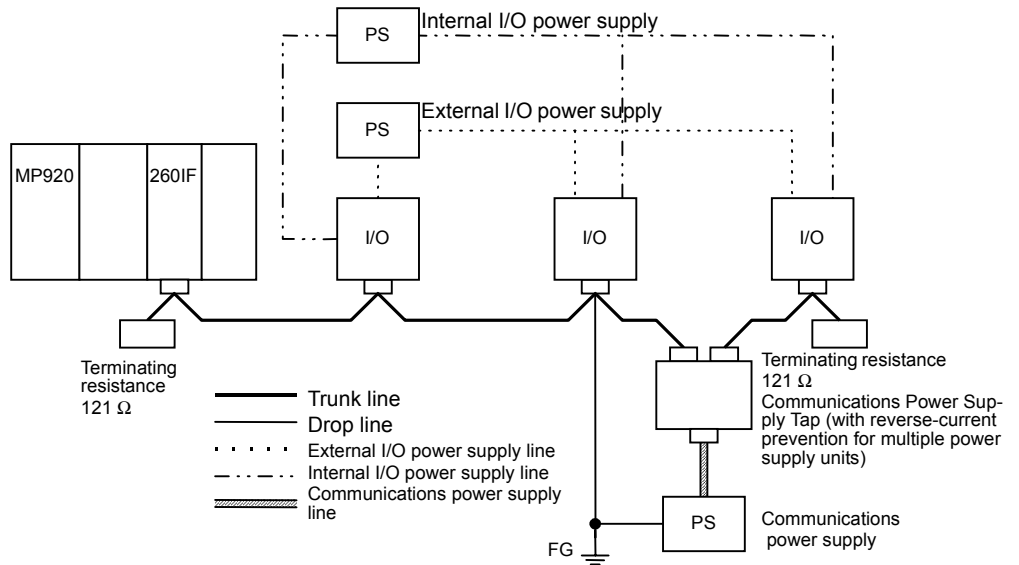 PS
Internal I/O power supply
PS
External I/O power supply
MP920
260IF
I/O
I/O
I/O
Terminating
resistance
121 Ω
Terminating resistance
121 Ω
Communications Power Sup-
ply Tap (with reverse-current
prevention for multiple power
supply units)
Trunk line
Drop line
External I/O power supply line
Internal I/O power supply line
Communications power supply
line
PS
Communications
power supply
FG